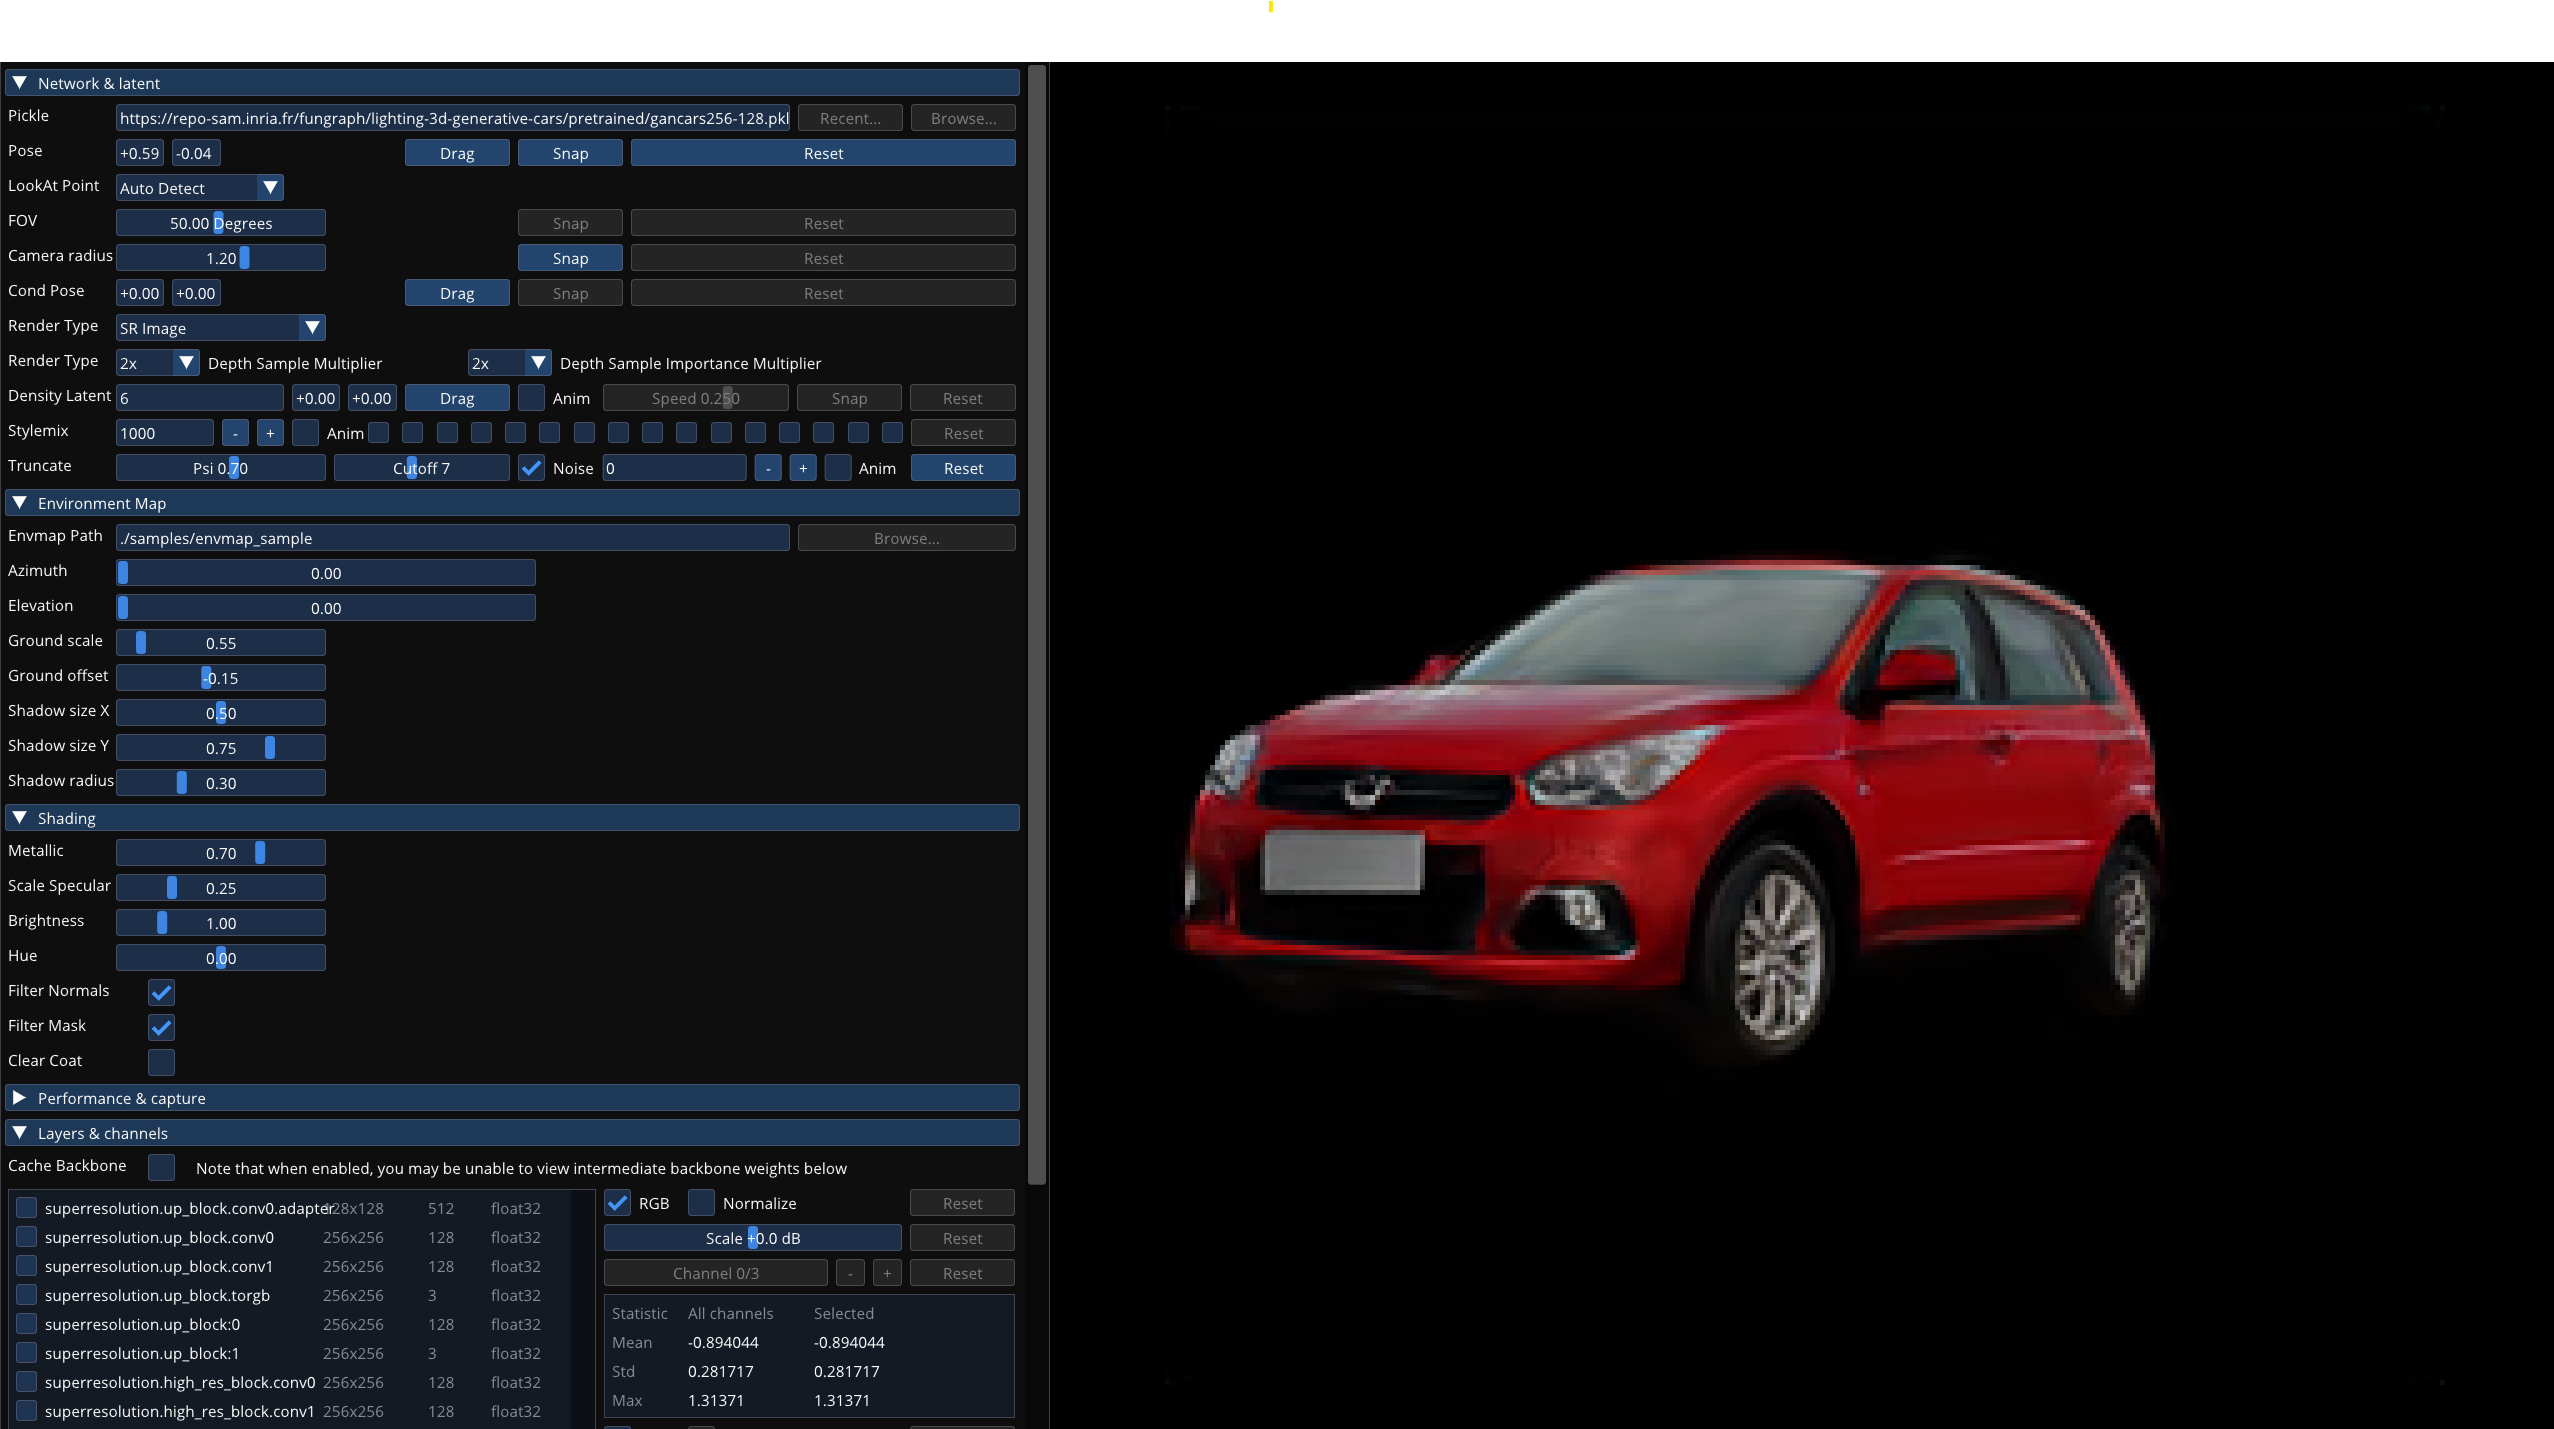 Network & latent
Pickle https://repo-sam.inria.fr/fungraph/lighting-3d-generative-cars/pretrained/gancars256-128.pkl Recent... Browse...
Pose +0.59 -0.04 Drag Snap Reset
LookAt Point Auto Detect
FOV 50.00 Degrees Snap Reset
Camera radius 1.20 Snap Reset
Cond Pose +0.00 +0.00 Drag Snap Reset
Render Type SR Image
Render Type 2x Depth Sample Multiplier 2x Depth Sample Importance Multiplier
Density Latent 6 +0.00 +0.00 Drag Anim Speed 0.250 Snap Reset
Stylemix 1000 - + Anim Reset
Truncate Psi 0.70 Cutoff 7 Noise 0 - + Anim Reset
Environment Map
Envmap Path ./samples/envmap_sample Browse...
Azimuth 0.00
Elevation 0.00
Ground scale 0.55
Ground offset -0.15
Shadow size X 0.50
Shadow size Y 0.75
Shadow radius 0.30
Shading
Metallic 0.70
Scale Specular 0.25
Brightness 1.00
Hue 0.00
Filter Normals
Filter Mask
Clear Coat
Performance & capture
Layers & channels
Cache Backbone Note that when enabled, you may be unable to view intermediate backbone weights below
superresolution.up_block.conv0.adapter 128x128 512 float32
superresolution.up_block.conv0 256x256 128 float32
superresolution.up_block.conv1 256x256 128 float32
superresolution.up_block.torgb 256x256 3 float32
superresolution.up_block:0 256x256 128 float32
superresolution.up_block:1 256x256 3 float32
superresolution.high_res_block.conv0 256x256 128 float32
superresolution.high_res_block.conv1 256x256 128 float32
RGB Normalize Reset
Scale +0.0 dB Reset
Channel 0/3 - + Reset
Statistic All channels Selected
Mean -0.894044 -0.894044
Std 0.281717 0.281717
Max 1.31371 1.31371